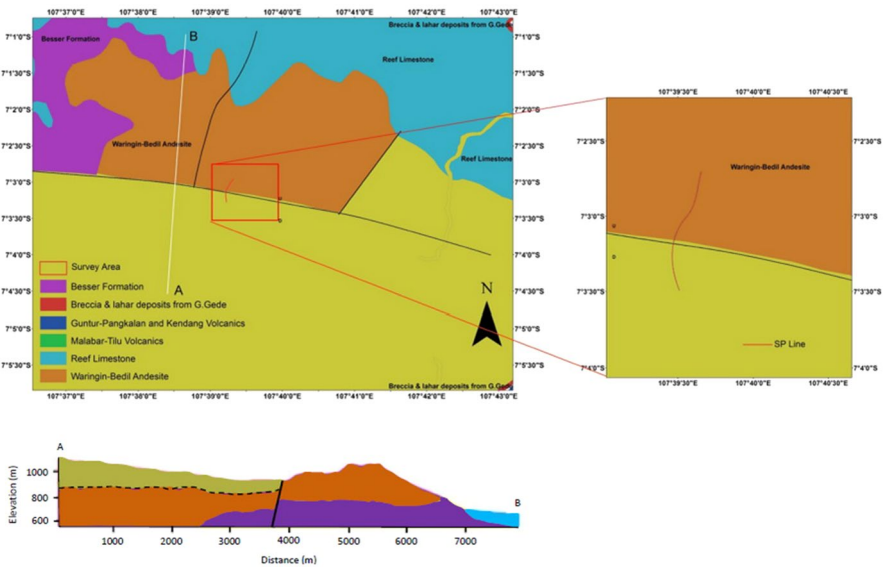 107°37'0"E 107°38'0"E 107°39'0"E 107°40'0"E 107°41'0"E 107°42'0"E 107°43'0"E
B
Breccia & lahar deposits from G.Gede
7°1'0"S 7°1'0"S
Besser Formation
Reef Limestone
7°1'30"S 7°1'30"S
7°2'0"S 7°2'0"S
Waringin-Bedil Andesite
7°2'30"S 7°2'30"S
Reef Limestone
7°3'0"S 7°3'0"S
7°3'30"S 7°3'30"S
7°4'0"S 7°4'0"S
Survey Area
Besser Formation
A
N
7°4'30"S 7°4'30"S
Breccia & lahar deposits from G.Gede
Guntur-Pangkalan and Kendang Volcanics
7°5'0"S 7°5'0"S
Malabar-Tilu Volcanics
Reef Limestone
7°5'30"S 7°5'30"S
Waringin-Bedil Andesite
Breccia & lahar deposits from G.Gede
107°37'0"E 107°38'0"E 107°39'0"E 107°40'0"E 107°41'0"E 107°42'0"E 107°43'0"E
107°39'30"E 107°40'0"E 107°40'30"E
7°2'30"S 7°2'30"S
Waringin-Bedil Andesite
7°3'0"S 7°3'0"S
7°3'30"S 7°3'30"S
SP Line
7°4'0"S 7°4'0"S
107°39'30"E 107°40'0"E 107°40'30"E
A
1000
800
600
Elevation (m)
B
1000 2000 3000 4000 5000 6000 7000
Distance (m)